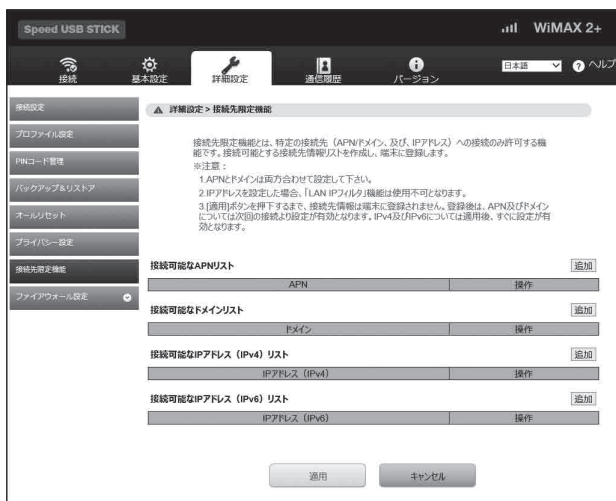 Speed USB STICK
WiMAX 2+
接続
基本設定
詳細設定
通信履歴
バージョン
日本語
ヘルプ
接続設定
プロファイル設定
PINコード管理
バックアップ&リストア
オールリセット
プライバシー設定
接続先限定機能
ファイアウォール設定
詳細設定 > 接続先限定機能
接続先限定機能とは、特定の接続先（APN/ドメイン、及び、IPアドレス）への接続のみ許可する機
能です。接続可能とする接続先情報リストを作成し、端末に登録します。
※注意：
1.APNとドメインは両方合わせて設定して下さい。
2.IPアドレスを設定した場合、「LAN IPフィルタ」機能は使用不可となります。
3.[適用]ボタンを押下するまで、接続先情報は端末に登録されません。登録後は、APN及びドメイン
については次回の接続より設定が有効となります。IPv4及びIPv6については適用後、すぐに設定が有
効となります。
接続可能なAPNリスト 追加
APN 操作
接続可能なドメインリスト 追加
ドメイン 操作
接続可能なIPアドレス（IPv4）リスト 追加
IPアドレス（IPv4） 操作
接続可能なIPアドレス（IPv6）リスト 追加
IPアドレス（IPv6） 操作
適用 キャンセル